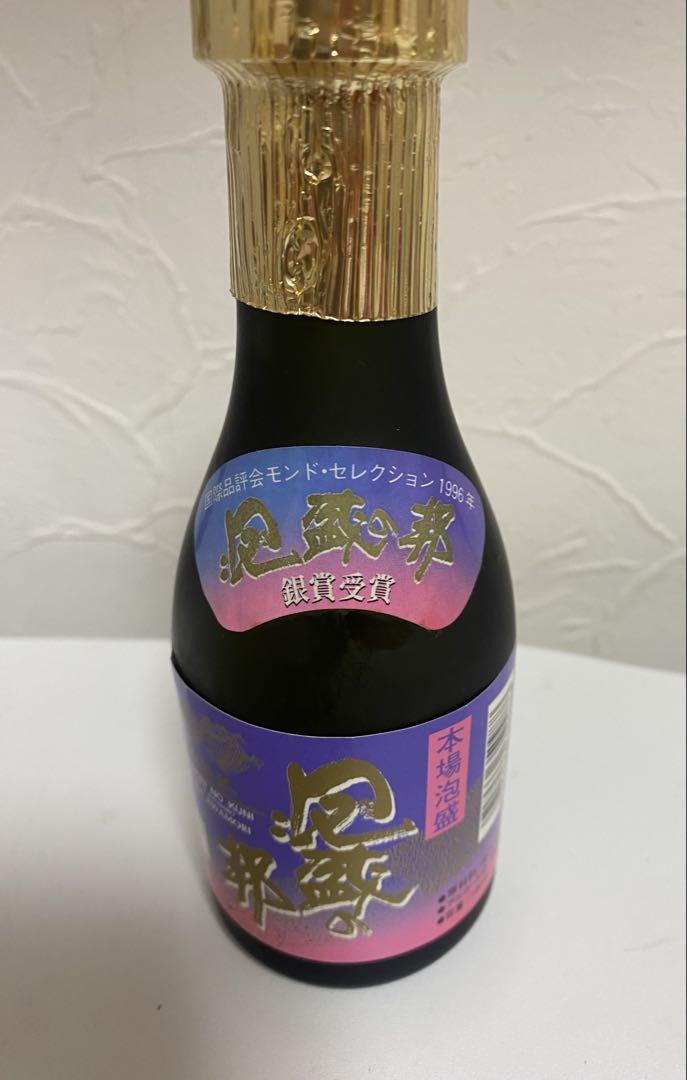 国際品評会モンド・セレクション1996年
泡盛の邦
銀賞受賞
本場泡盛
泡盛の邦